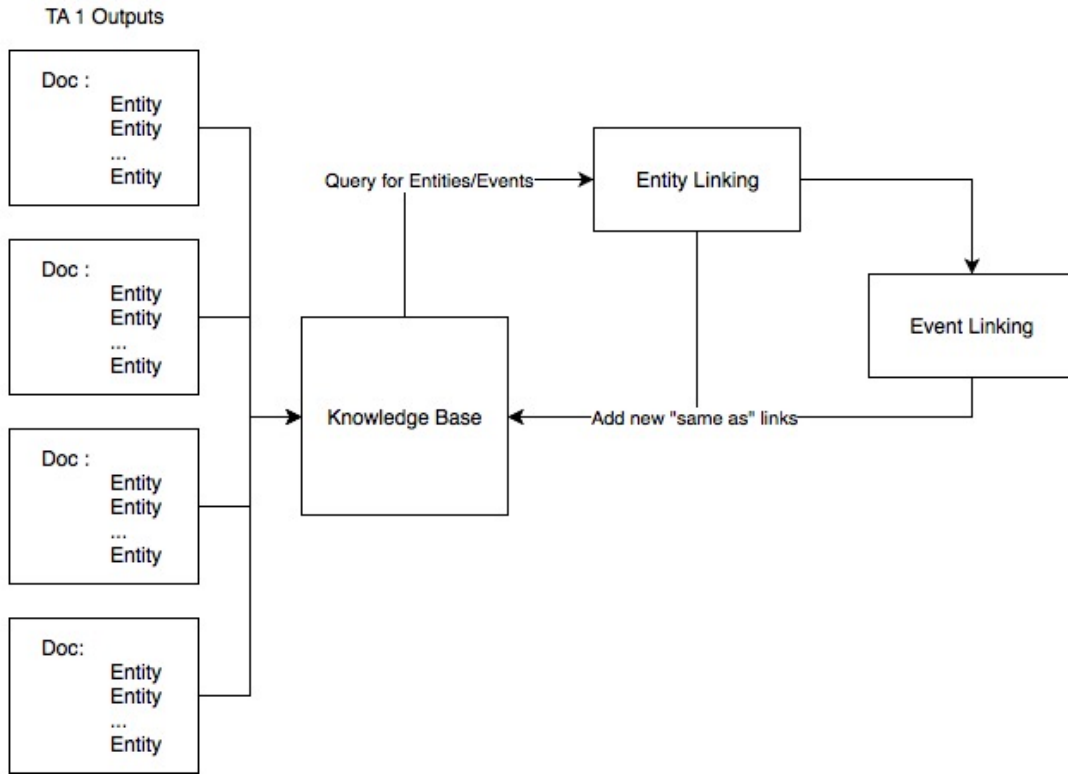 TA 1 Outputs
Doc :
Entity
Entity
...
Entity
Doc :
Entity
Entity
...
Entity
Doc :
Entity
Entity
...
Entity
Doc:
Entity
Entity
...
Entity
Knowledge Base
Query for Entities/Events
Entity Linking
Event Linking
Add new "same as" links